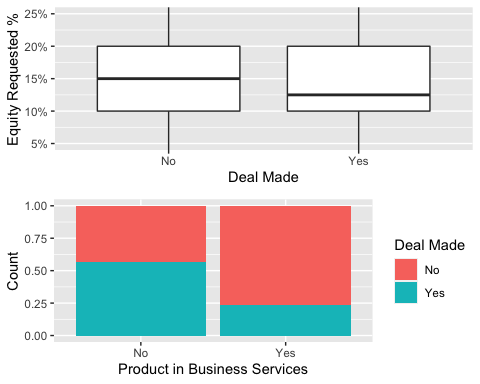 Equity Requested %
25%
20%
15%
10%
5%
No Yes
Deal Made
Count
1.00
0.75
0.50
0.25
0.00
No Yes
Product in Business Services
Deal Made
No
Yes